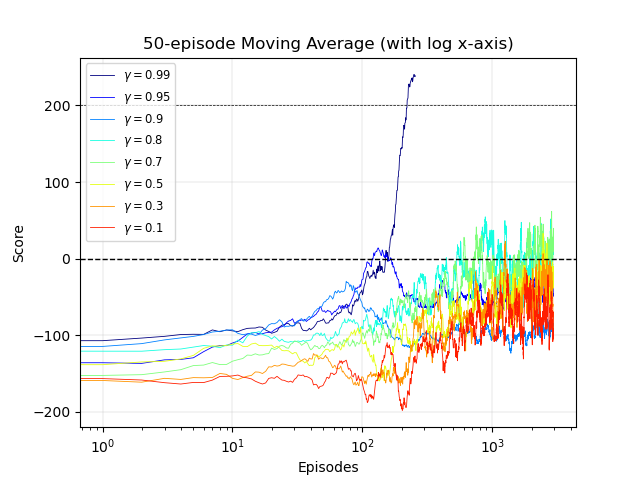 50-episode Moving Average (with log x-axis)
γ = 0.99
γ = 0.95
γ = 0.9
γ = 0.8
γ = 0.7
γ = 0.5
γ = 0.3
γ = 0.1
200
100
0
−100
−200
Score
10⁰
10¹
10²
10³
Episodes